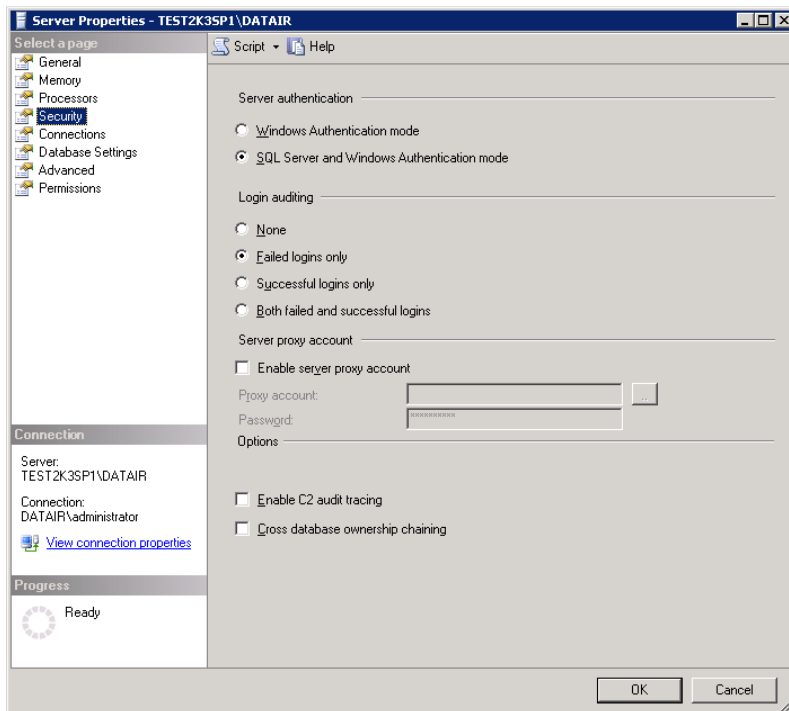 Server Properties - TEST2K3SP1\DATAIR
Select a page
General
Memory
Processors
Security
Connections
Database Settings
Advanced
Permissions
Script Help
Server authentication
Windows Authentication mode
SQL Server and Windows Authentication mode
Login auditing
None
Failed logins only
Successful logins only
Both failed and successful logins
Server proxy account
Enable server proxy account
Proxy account:
..
Password:
**********
Options
Enable C2 audit tracing
Cross database ownership chaining
Connection
Server:
TEST2K3SP1\DATAIR
Connection:
DATAIR\administrator
View connection properties
Progress
Ready
OK Cancel